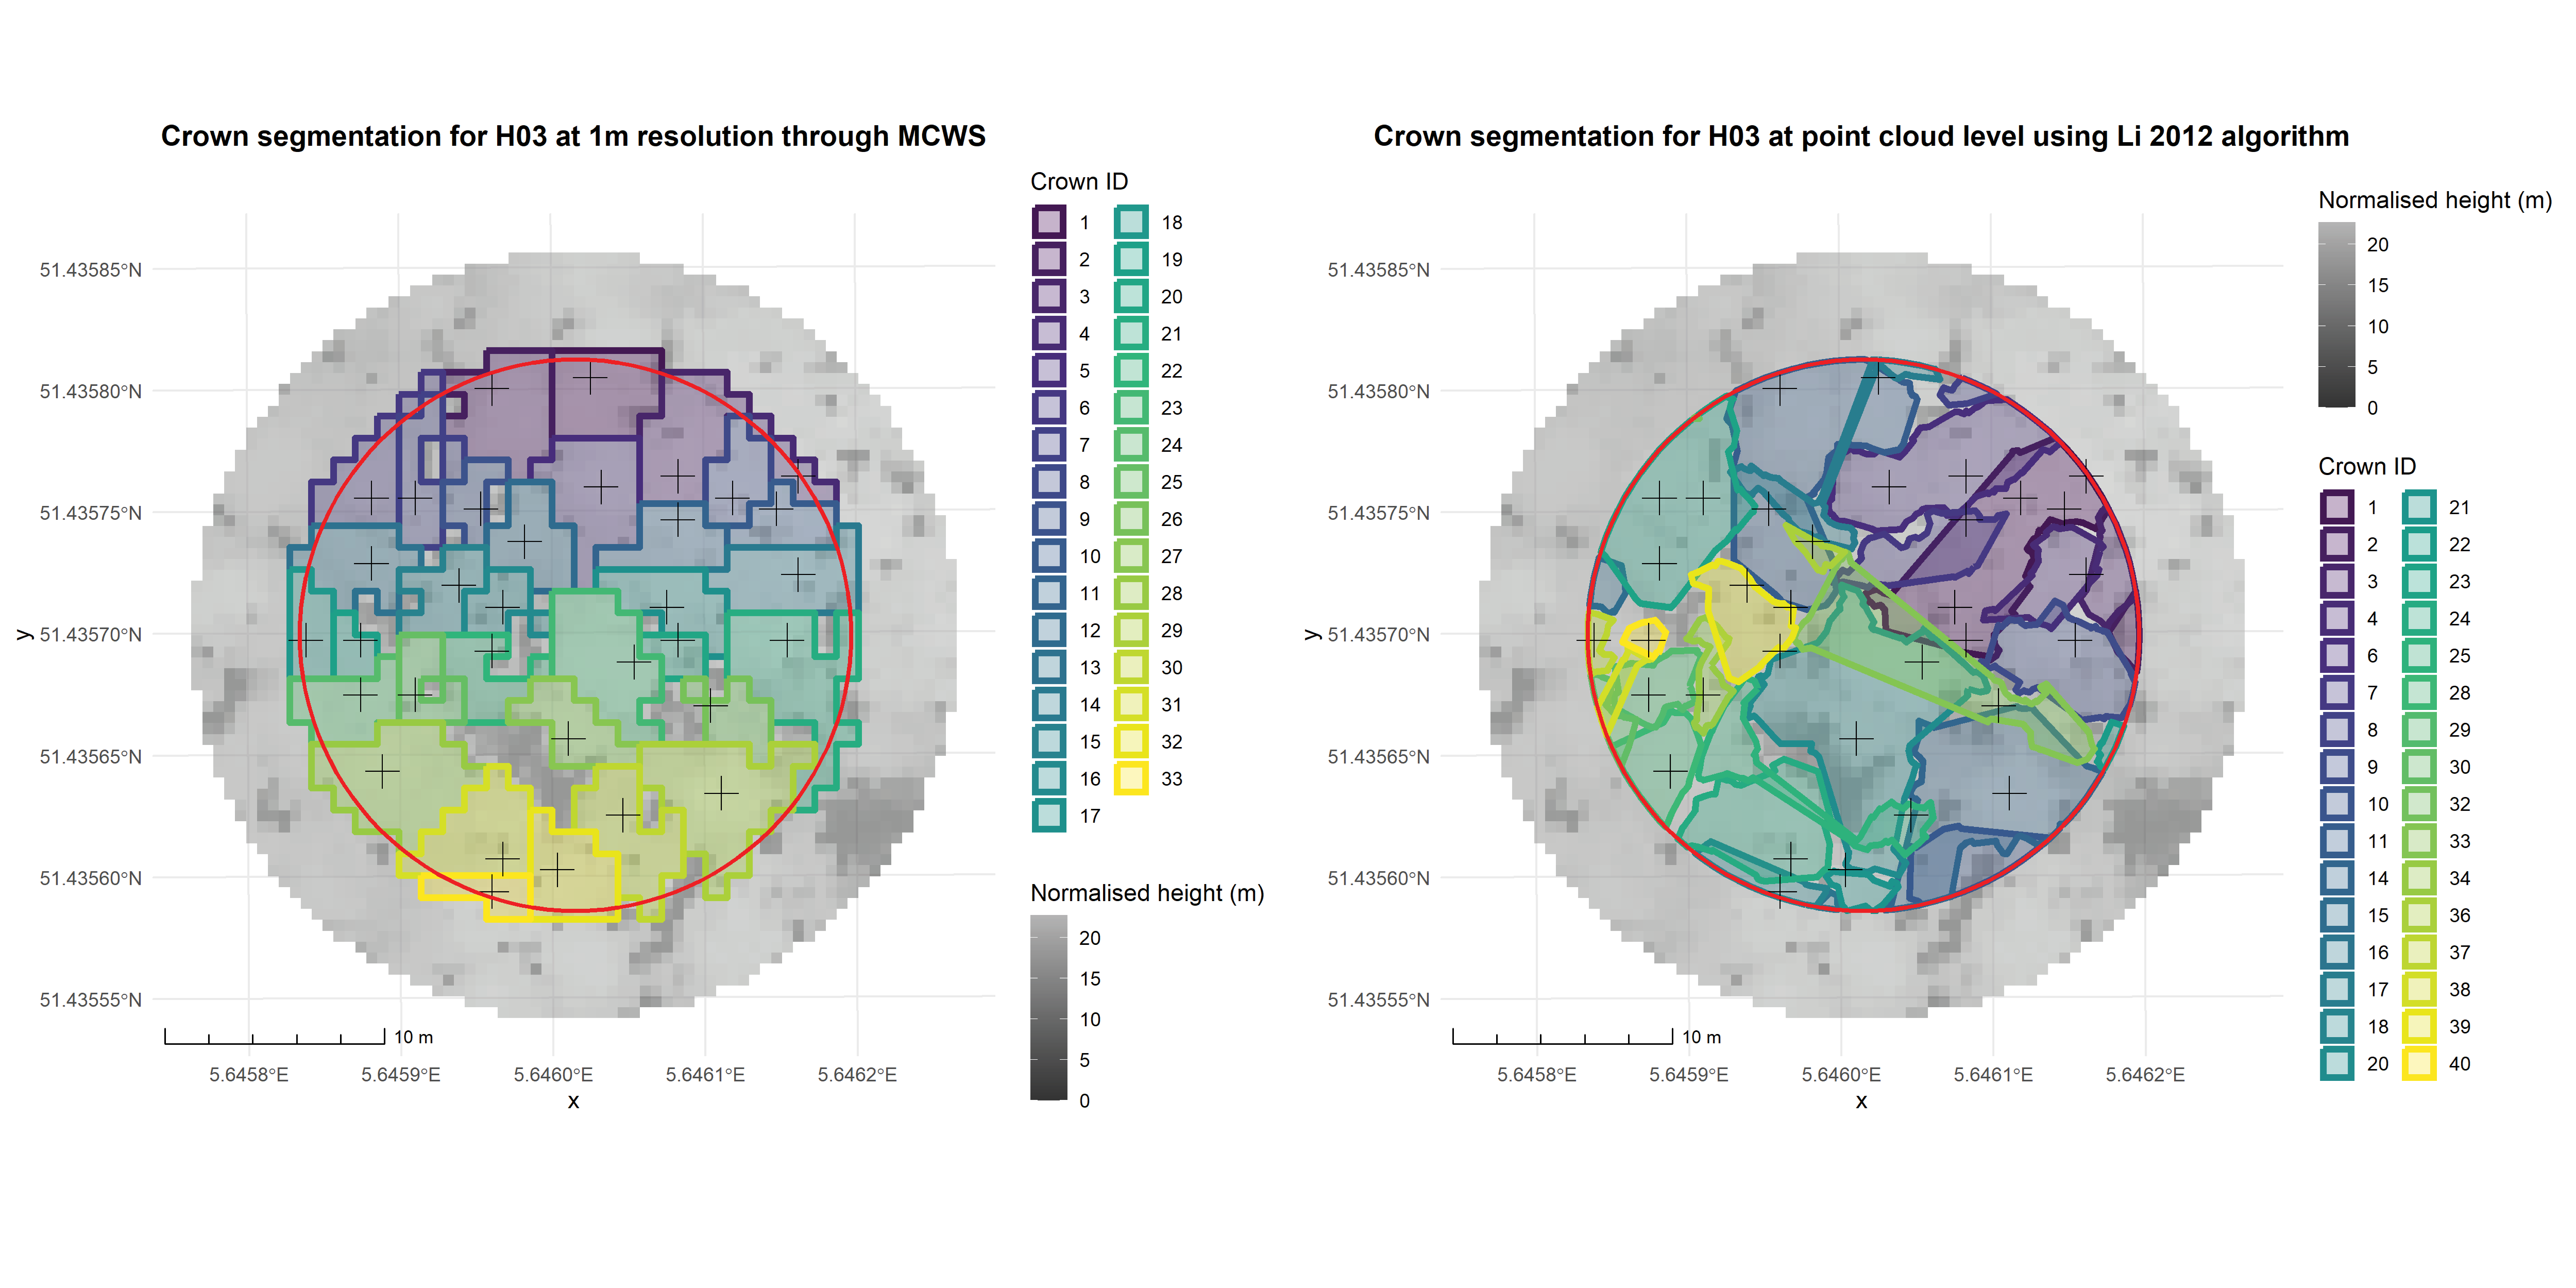 Crown segmentation for H03 at 1m resolution through MCWS
Crown ID
1 18
2 19
3 20
4 21
5 22
6 23
7 24
8 25
9 26
10 27
11 28
12 29
13 30
14 31
15 32
16 33
17
Normalised height (m)
20
15
10
5
0
51.43585°N
51.43580°N
51.43575°N
51.43570°N
51.43565°N
51.43560°N
51.43555°N
y
10 m
5.6458°E 5.6459°E 5.6460°E 5.6461°E 5.6462°E
x
Crown segmentation for H03 at point cloud level using Li 2012 algorithm
Normalised height (m)
20
15
10
5
0
Crown ID
1 21
2 22
3 23
4 24
6 25
7 28
8 29
9 30
10 32
11 33
14 34
15 36
16 37
17 38
18 39
20 40
51.43585°N
51.43580°N
51.43575°N
51.43570°N
51.43565°N
51.43560°N
51.43555°N
y
10 m
5.6458°E 5.6459°E 5.6460°E 5.6461°E 5.6462°E
x